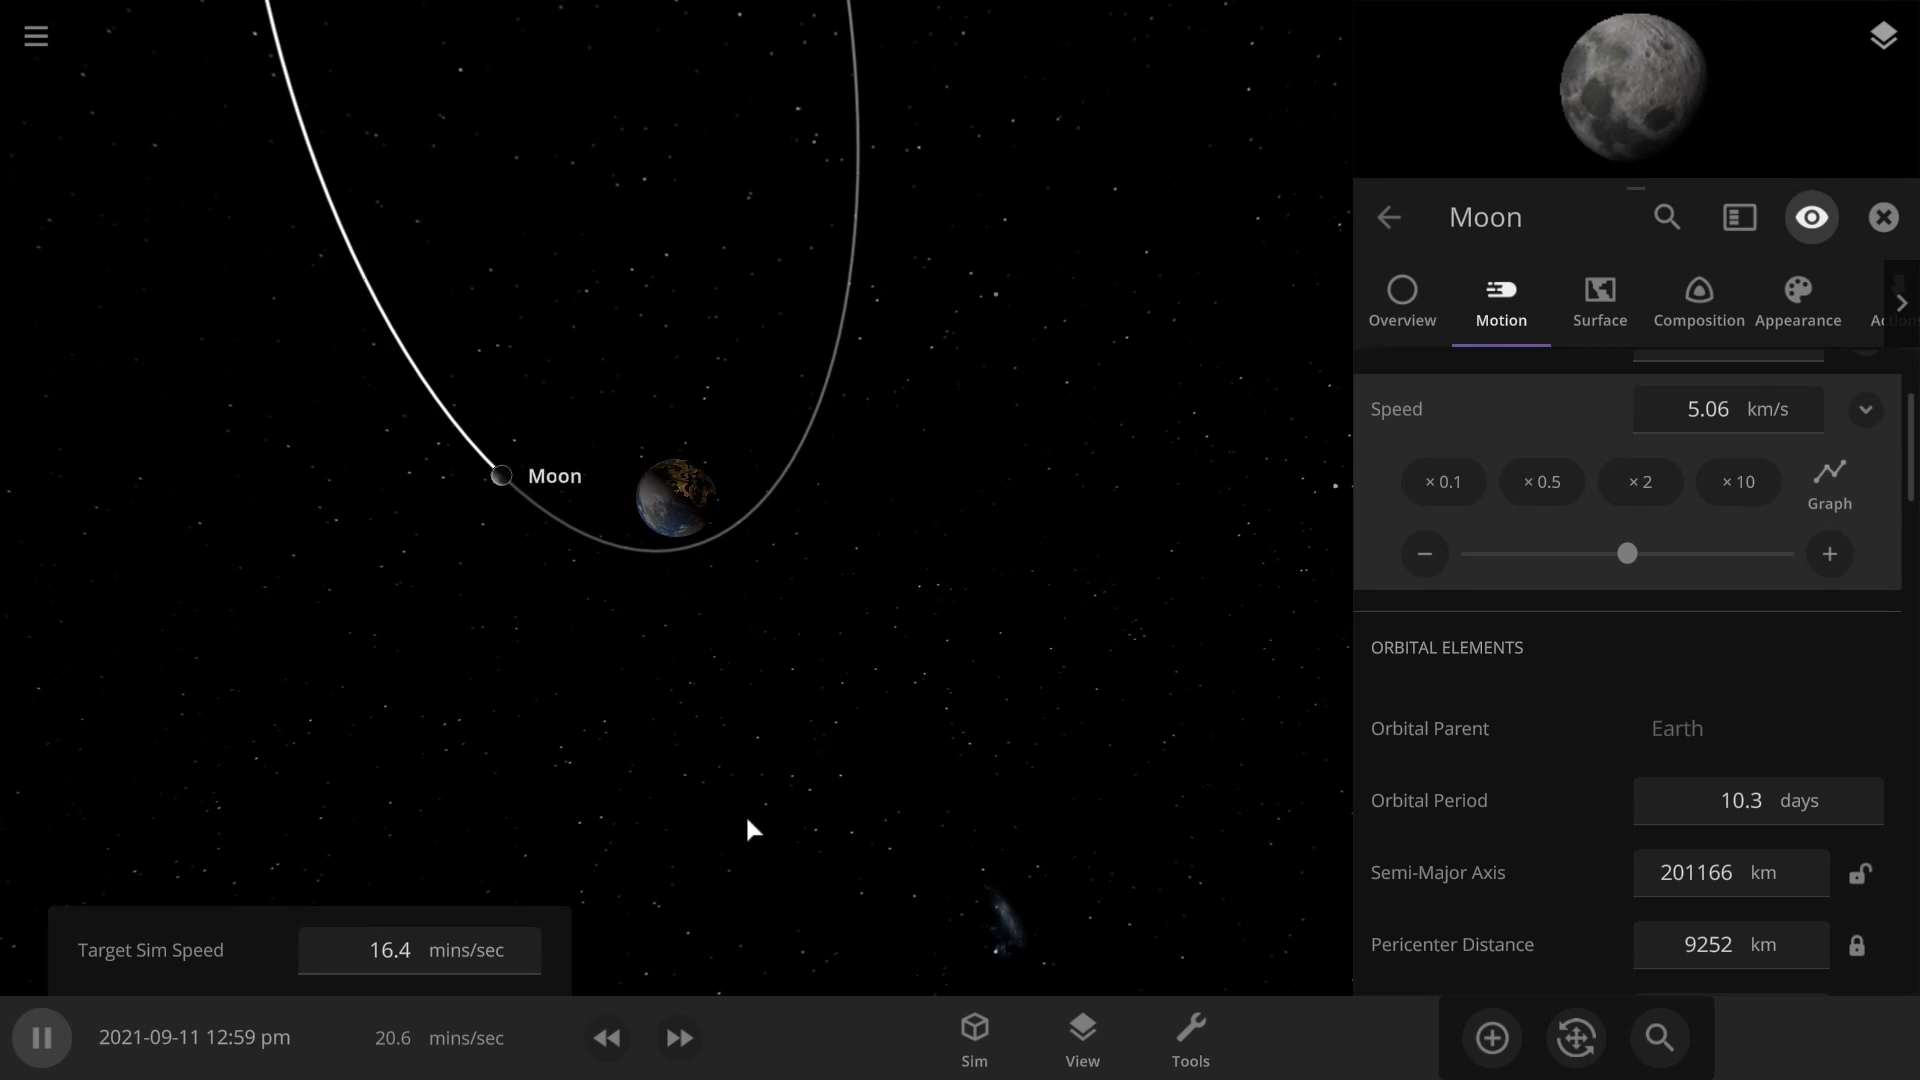 Moon
Moon
Overview
Motion
Surface
Composition
Appearance
Speed
5.06 km/s
× 0.1
× 0.5
× 2
× 10
Graph
ORBITAL ELEMENTS
Orbital Parent
Earth
Orbital Period
10.3 days
Semi-Major Axis
201166 km
Pericenter Distance
9252 km
Target Sim Speed
16.4 mins/sec
2021-09-11 12:59 pm
20.6 mins/sec
Sim
View
Tools